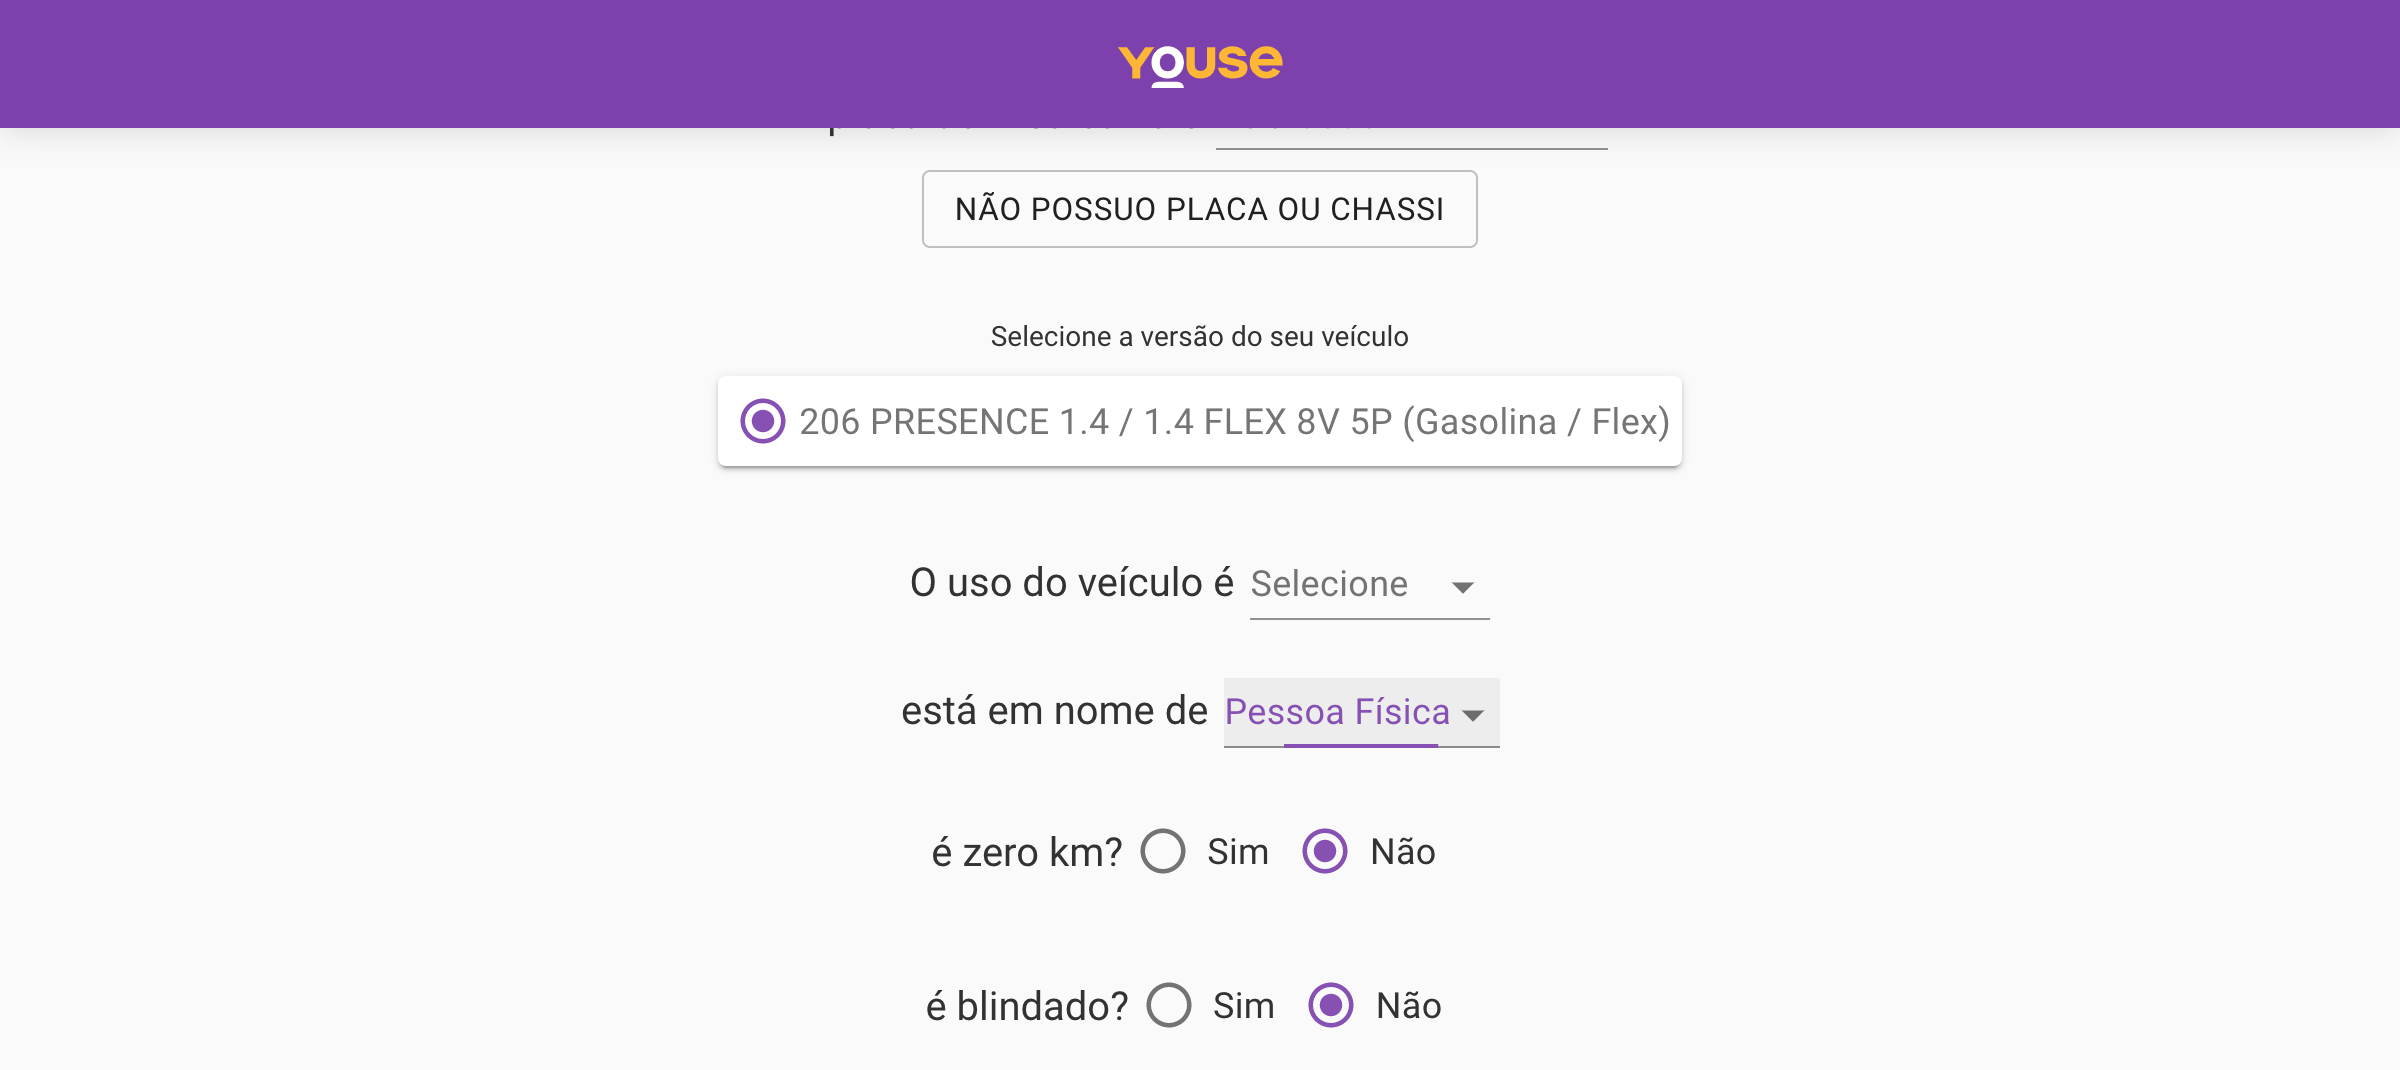 youse
NÃO POSSUO PLACA OU CHASSI
Selecione a versão do seu veículo
206 PRESENCE 1.4 / 1.4 FLEX 8V 5P (Gasolina / Flex)
O uso do veículo é Selecione
está em nome de Pessoa Física
é zero km? Sim Não
é blindado? Sim Não